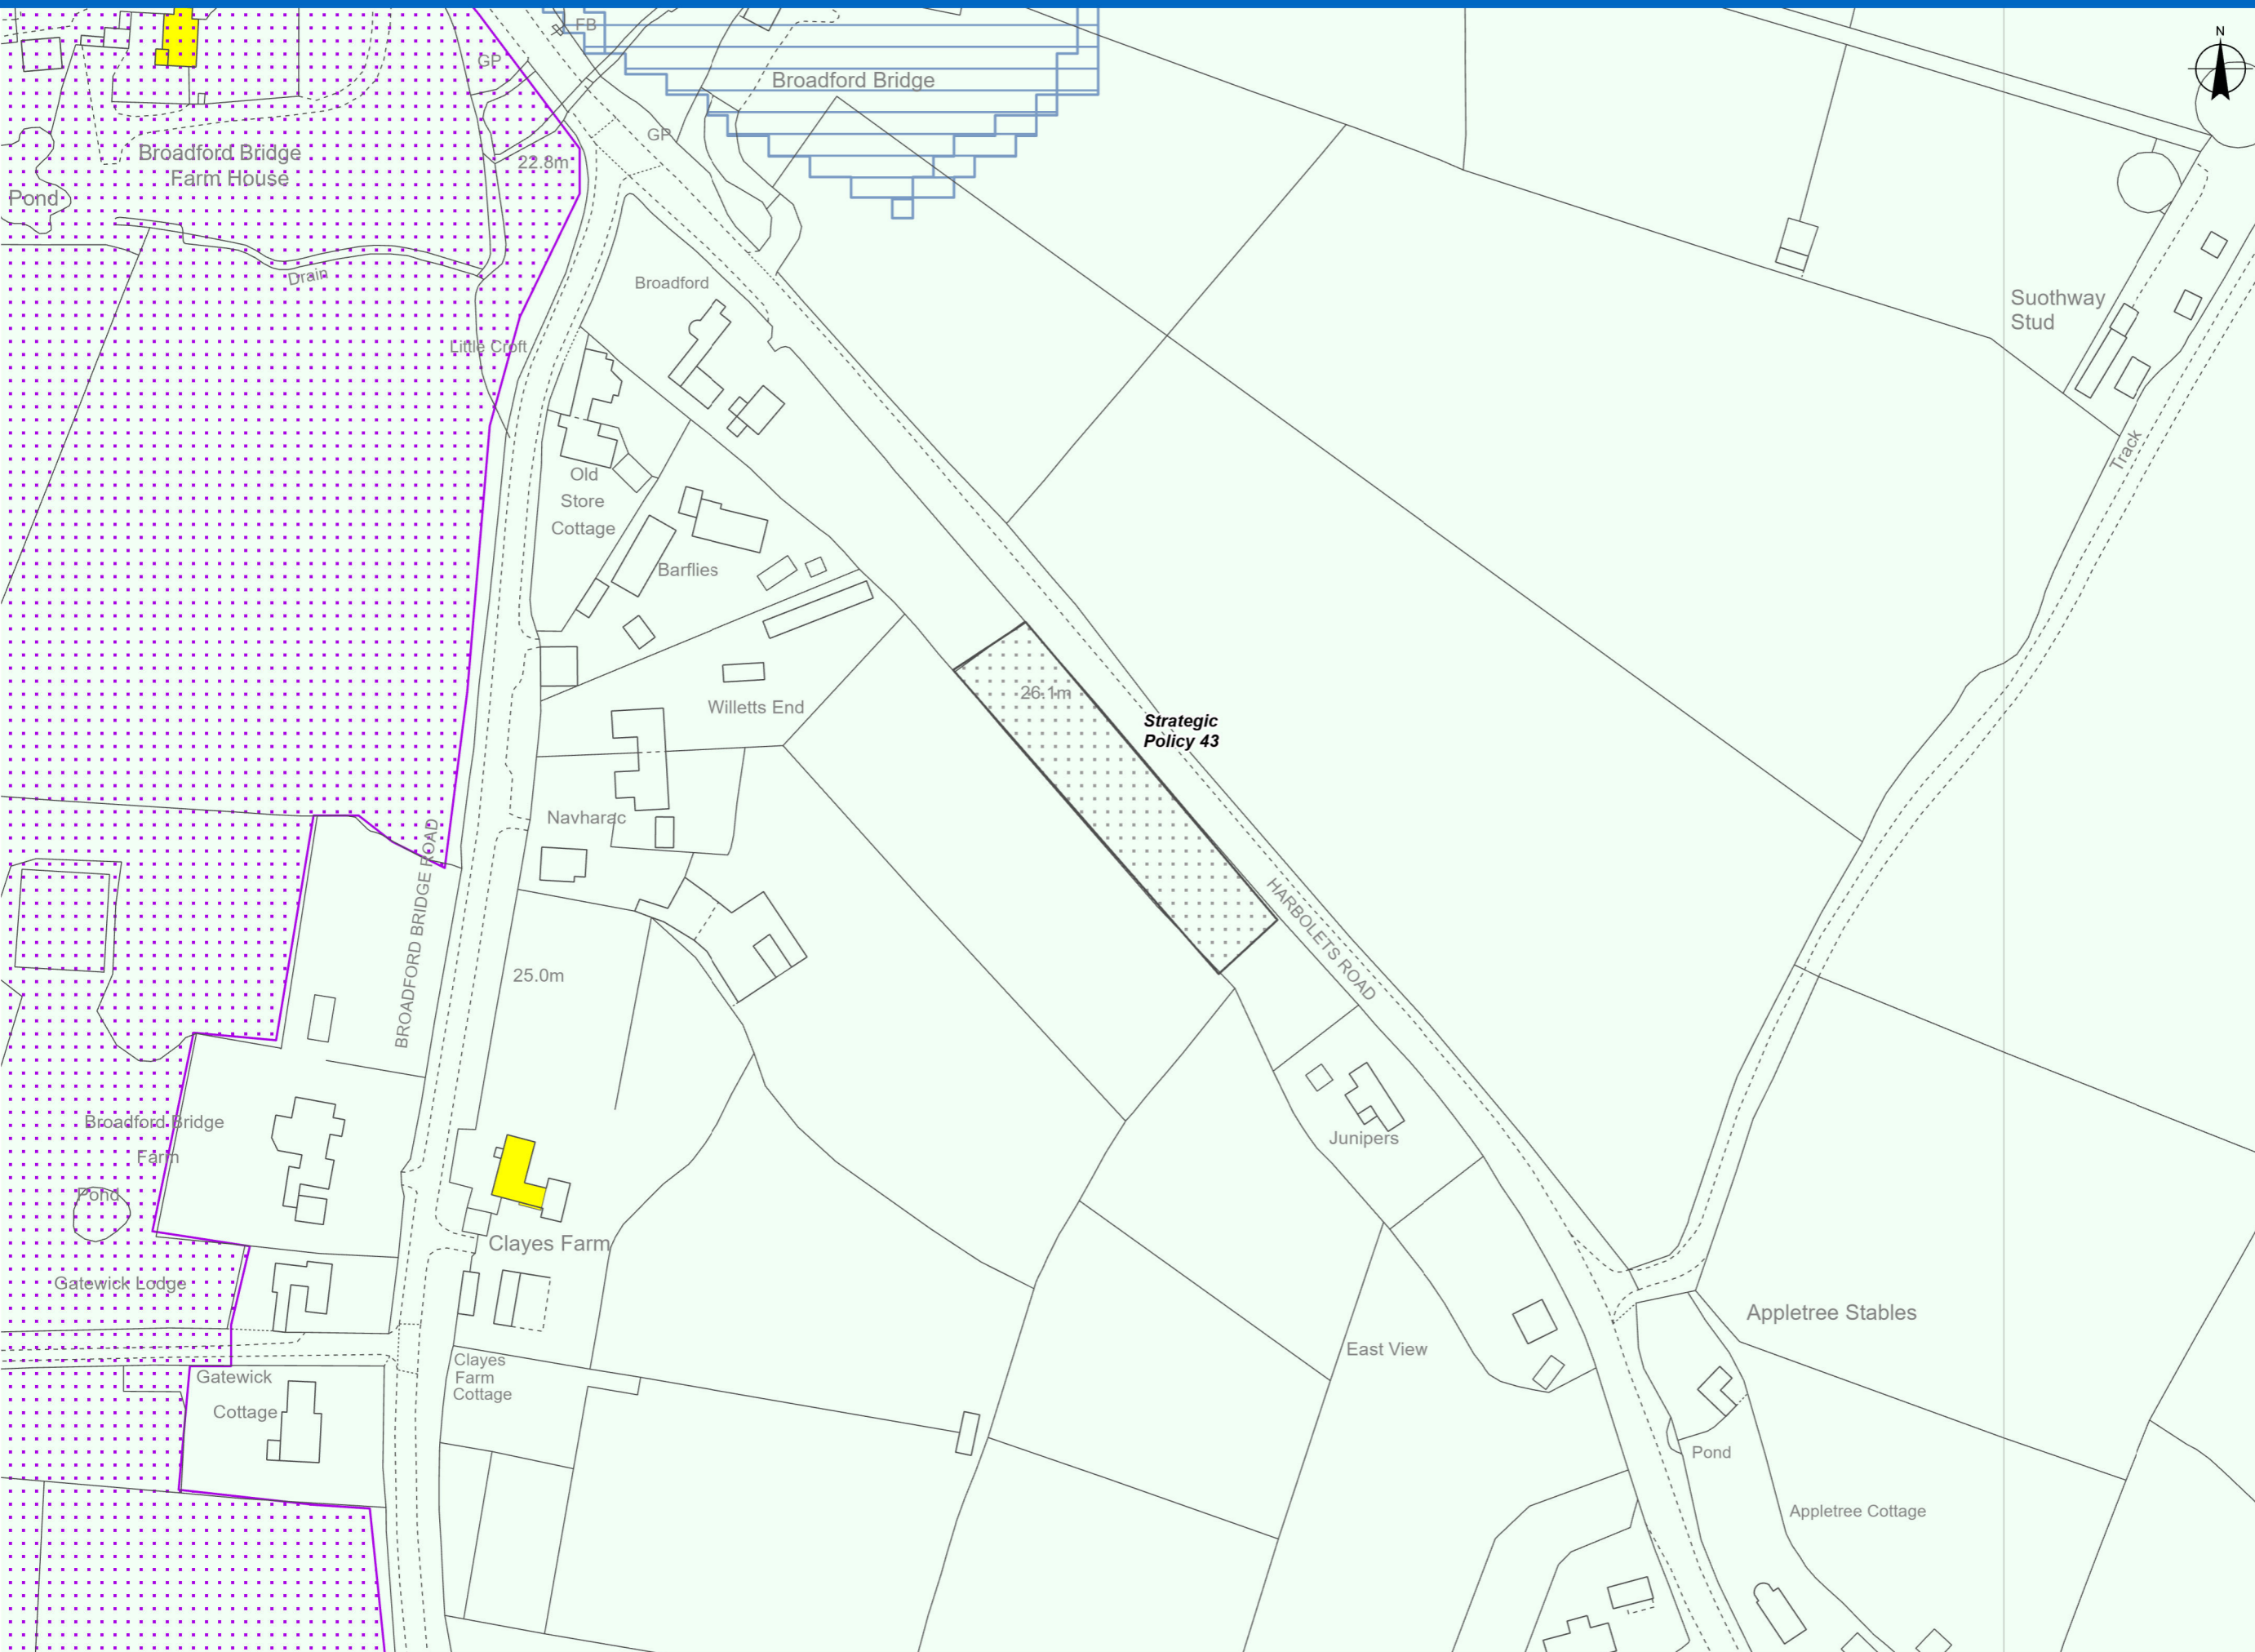 FB
N
GP
Broadford Bridge
GP
Broadford Bridge
Farm House
22.8m
Pond
Drain
Broadford
Suothway
Stud
Little Croft
Track
Old
Store
Cottage
Barflies
26.1m
Willetts End
Strategic
Policy 43
Navharac
BROADFORD BRIDGE ROAD
HARBOLETS ROAD
25.0m
Broadford Bridge
Farm
Junipers
Pond
Clayes Farm
Gatewick Lodge
Appletree Stables
East View
Clayes
Farm
Cottage
Gatewick
Cottage
Pond
Appletree Cottage